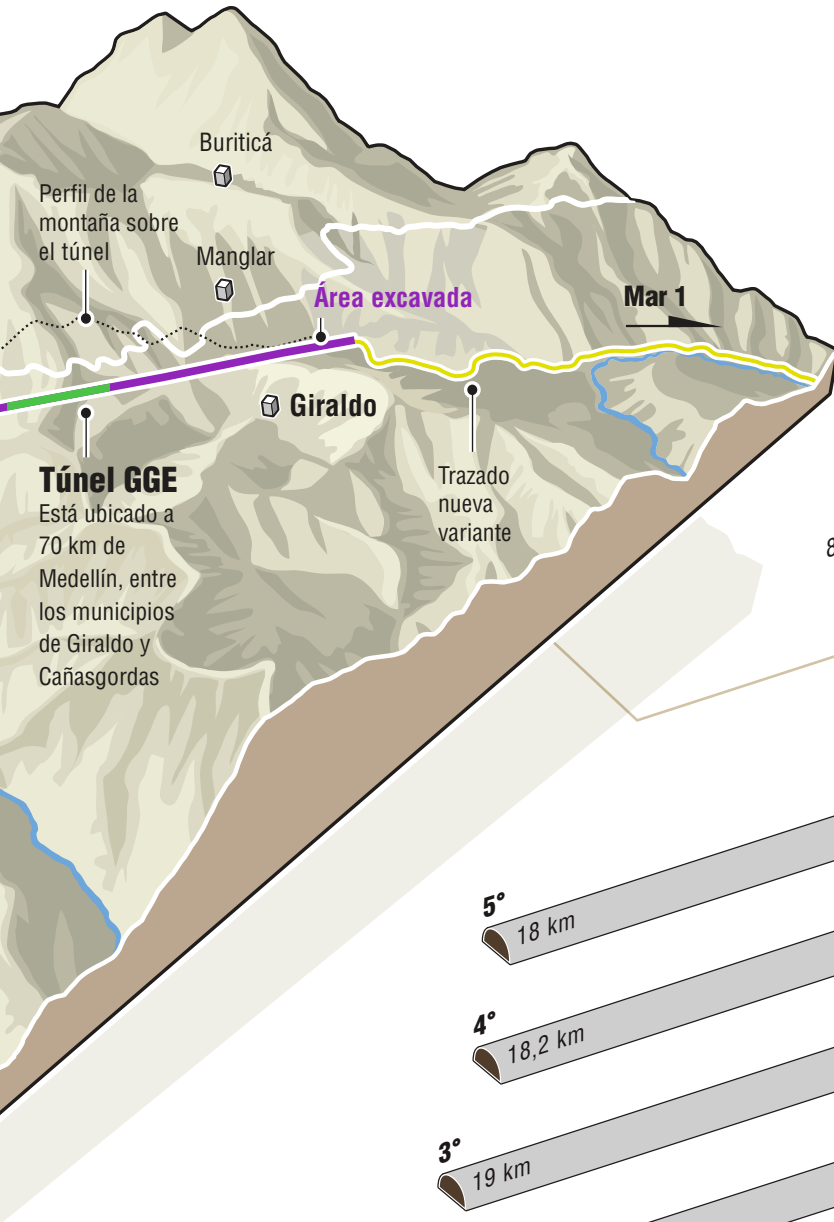 Buriticá
Perfil de la
montaña sobre
el túnel
Manglar
Área excavada
Mar 1
Giraldo
Túnel GGE
Está ubicado a
70 km de
Medellín, entre
los municipios
de Giraldo y
Cañasgordas
Trazado
nueva
variante
8
5°
18 km
4°
18,2 km
3°
19 km